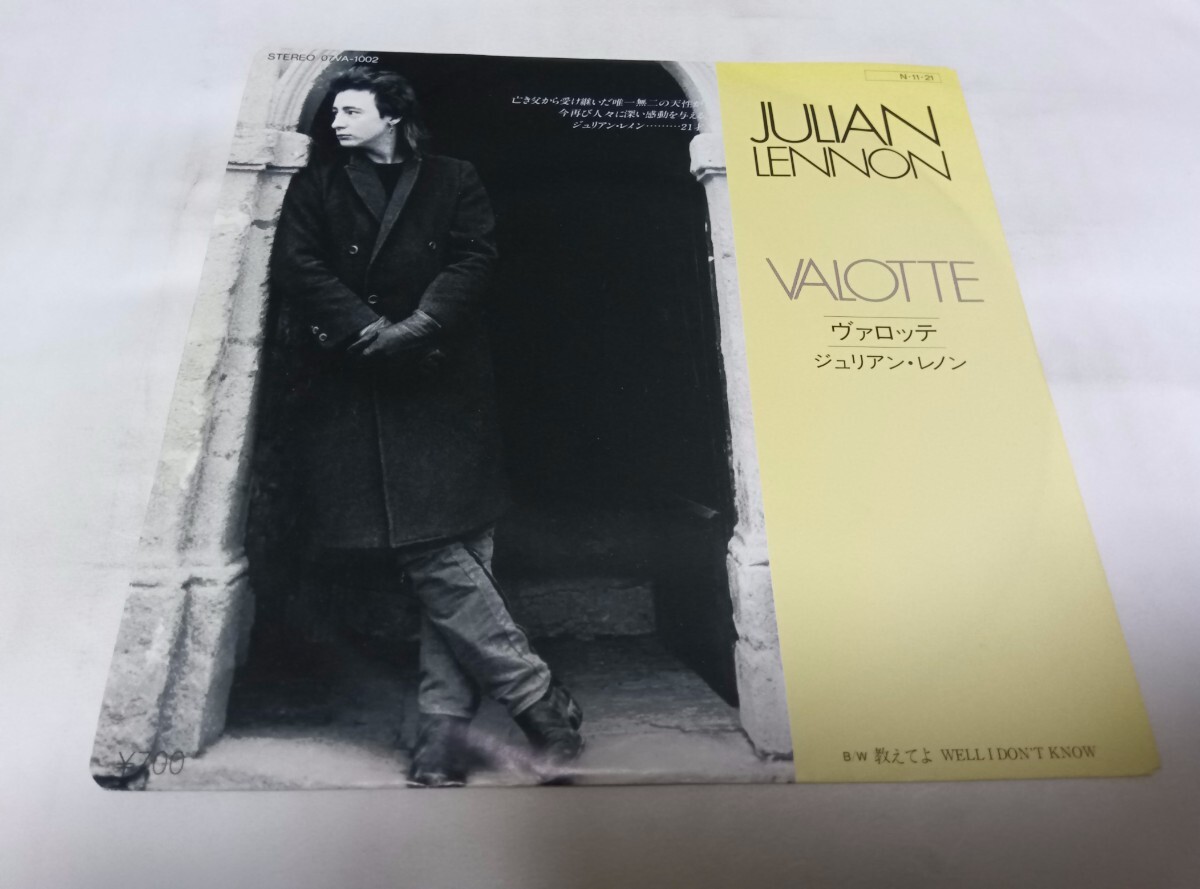 STEREO 07VA-1002
N-11-21
亡き父から受け継いだ唯一無二の天性が
今再び人々に深い感動を与える
ジュリアン・レノン………21
JULIAN
LENNON
VALOTTE
ヴァロッテ
ジュリアン・レノン
¥700
B/W 教えてよ WELL I DON'T KNOW